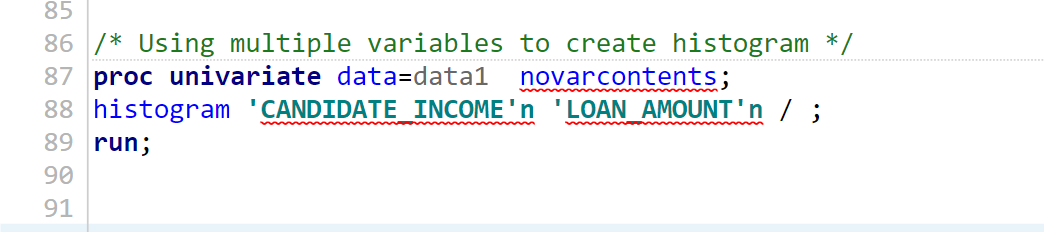 85
86 /* Using multiple variables to create histogram */
87 proc univariate data=data1  novarcontents;
88 histogram 'CANDIDATE_INCOME'n 'LOAN_AMOUNT'n / ;
89 run;
90
91